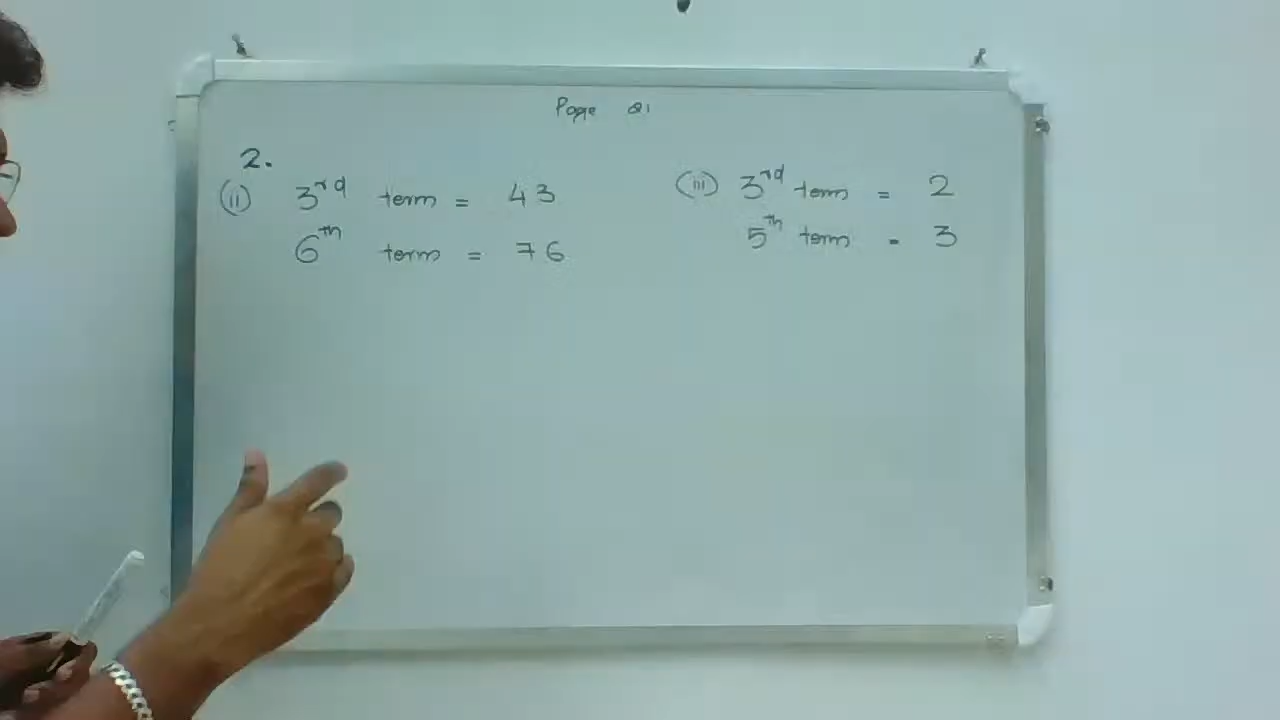 Page 21
2.
(ii) 3rd term = 43
6th term = 76
(iii) 3rd term = 2
5th term = 3